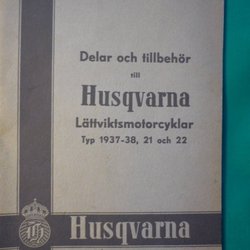 Delar och tillbehör
till
Husqvarna
Lättviktsmotorcyklar
Typ 1937-38, 21 och 22
Husqvarna